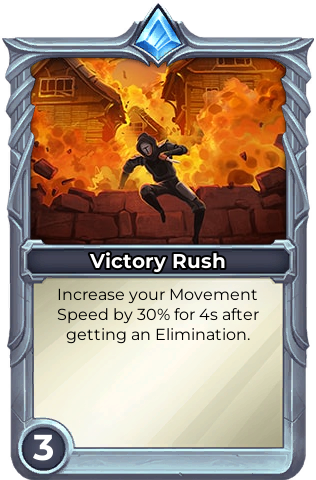 Victory Rush
Increase your Movement
Speed by 30% for 4s after
getting an Elimination.
3